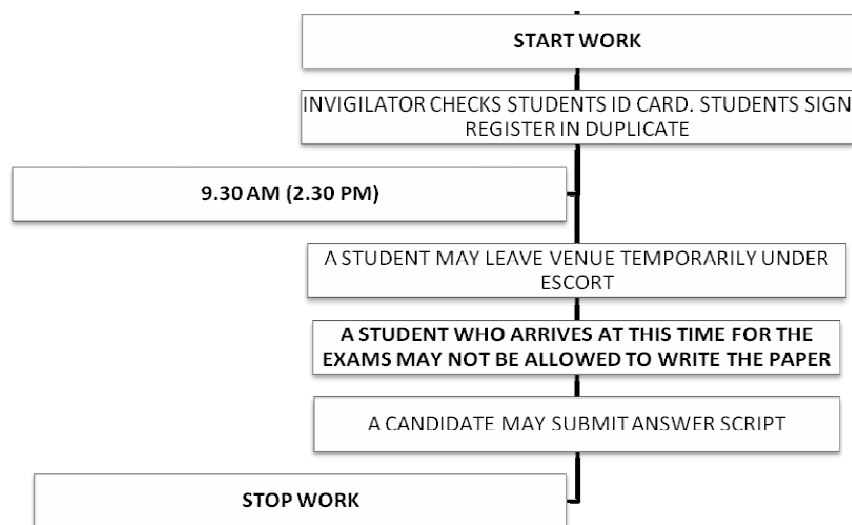 START WORK
INVIGILATOR CHECKS STUDENTS ID CARD. STUDENTS SIGN
REGISTER IN DUPLICATE
9.30 AM (2.30 PM)
A STUDENT MAY LEAVE VENUE TEMPORARILY UNDER
ESCORT
A STUDENT WHO ARRIVES AT THIS TIME FOR THE
EXAMS MAY NOT BE ALLOWED TO WRITE THE PAPER
A CANDIDATE MAY SUBMIT ANSWER SCRIPT
STOP WORK